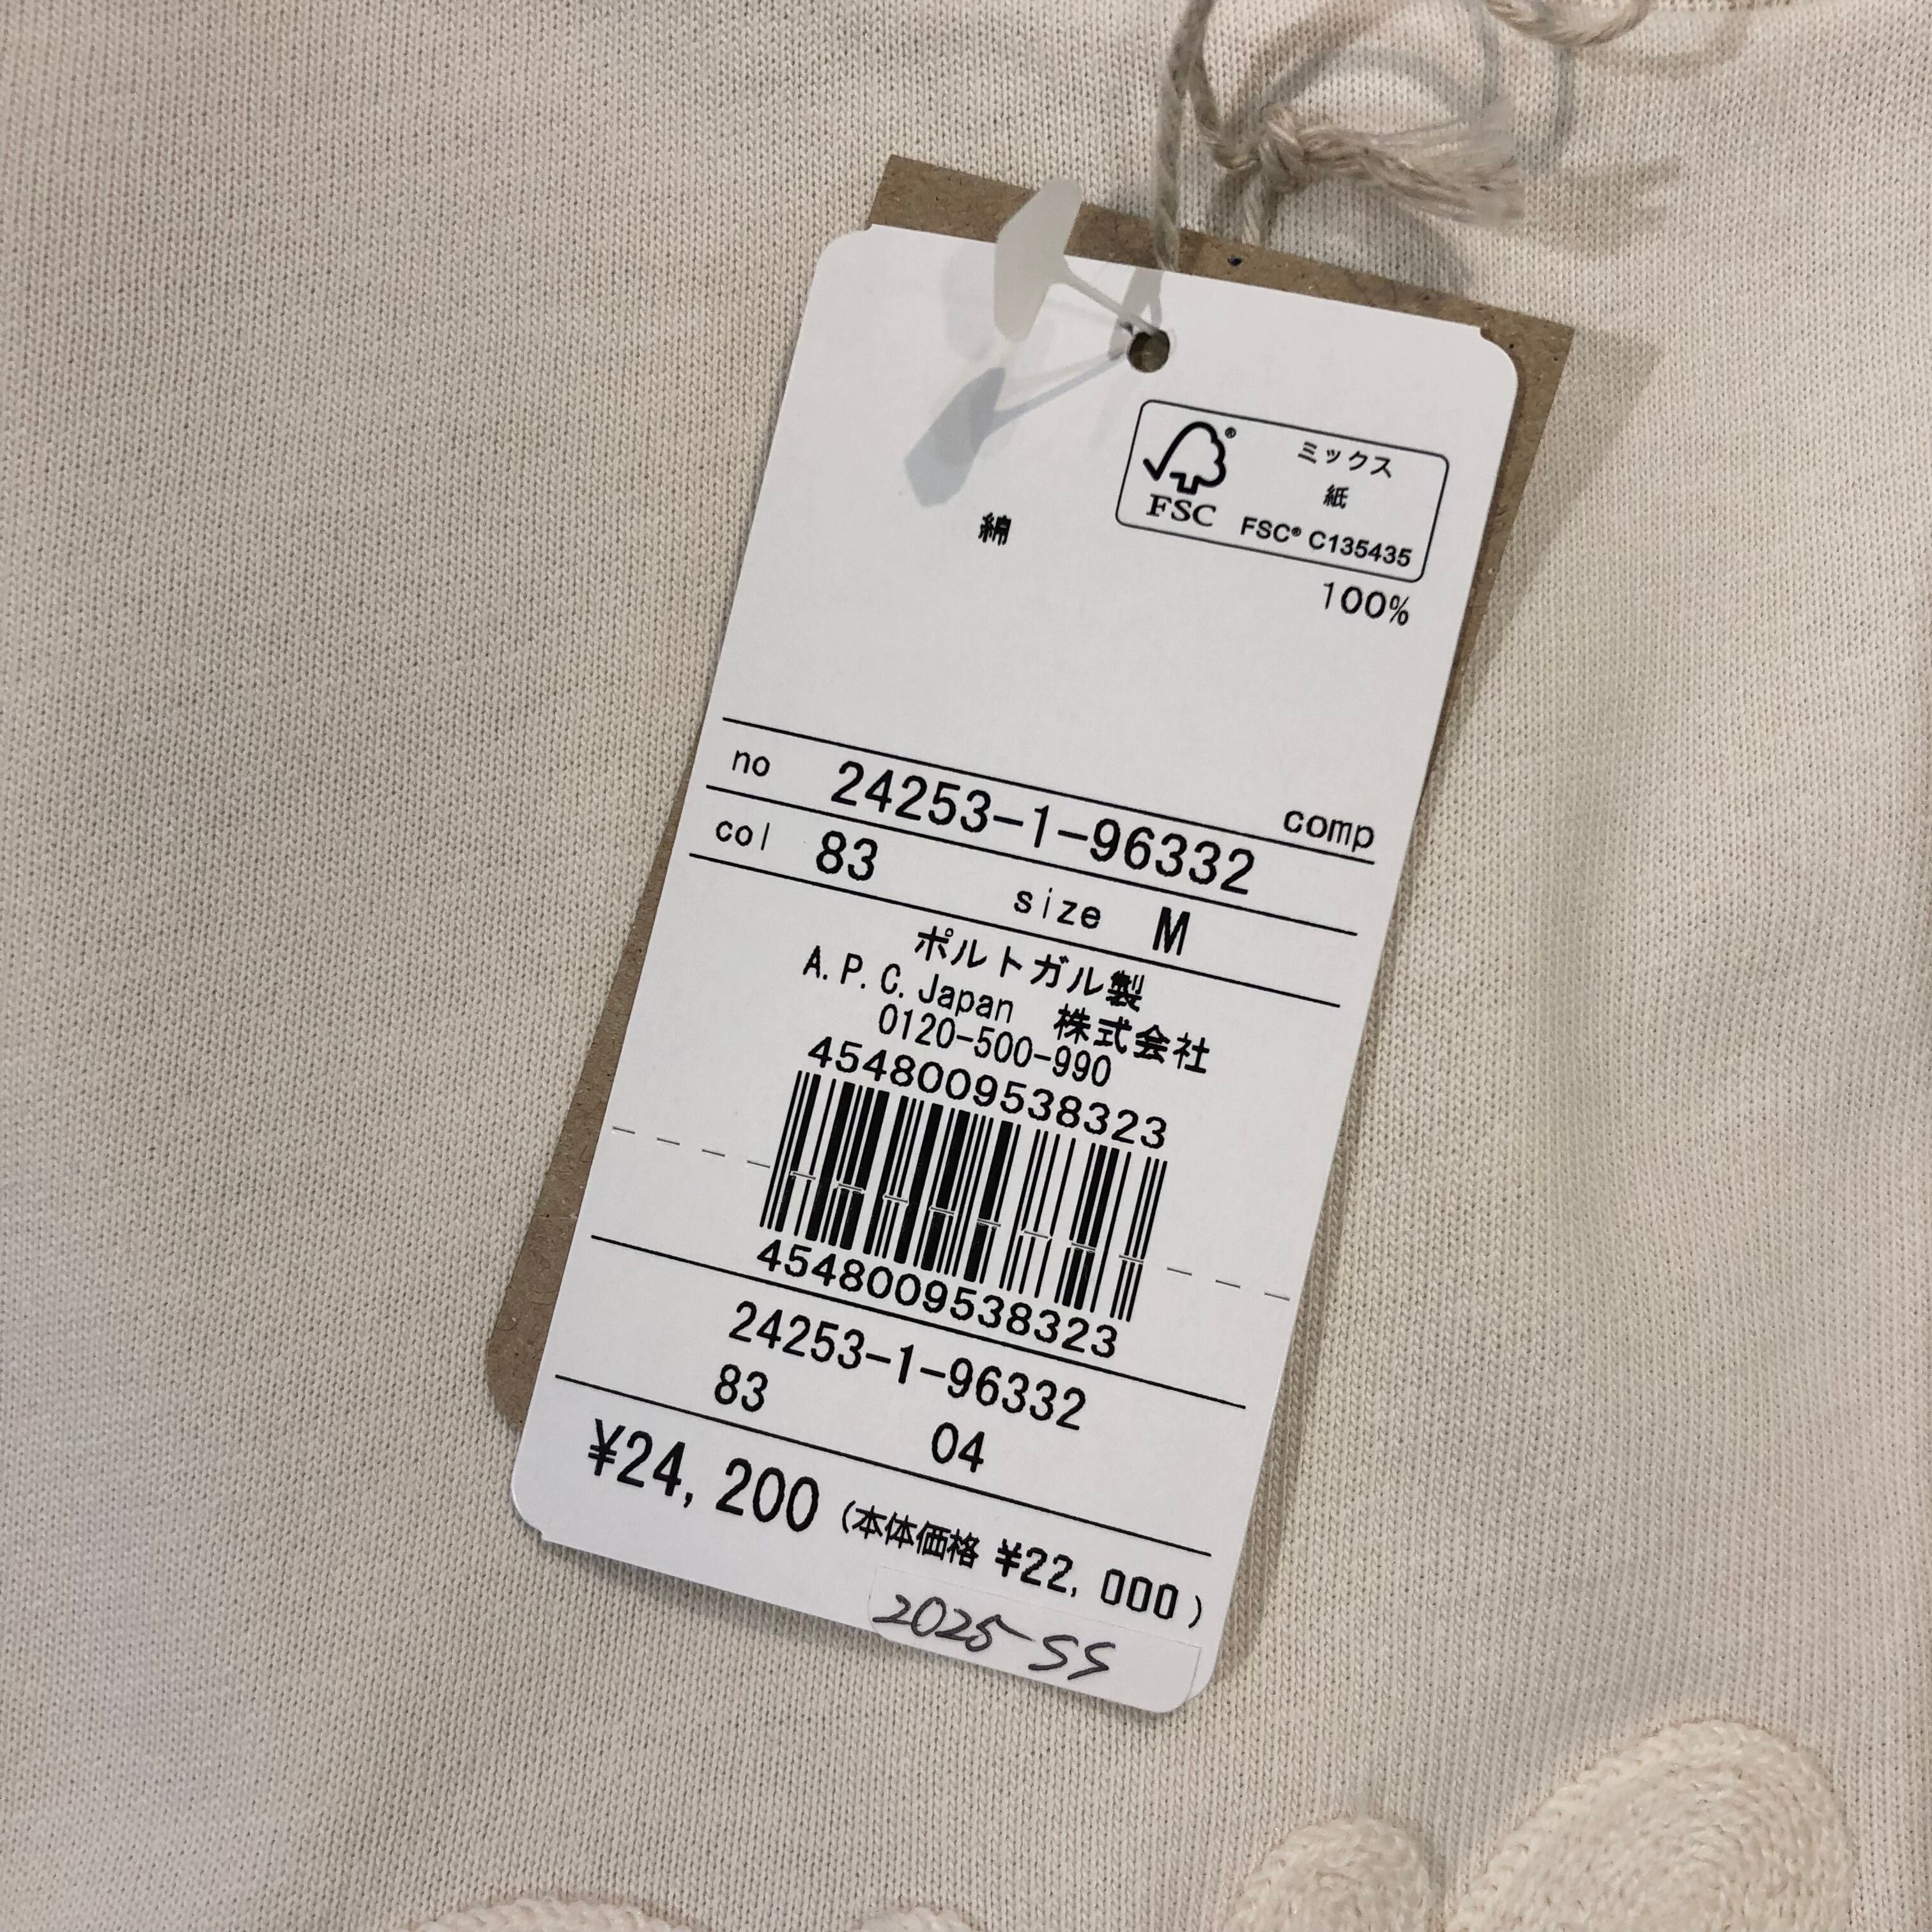 FSC®
ミックス
紙
FSC® C135435
綿 100%
comp
no 24253-1-96332
col 83 size M
ポルトガル製
A.P.C.Japan 株式会社
0120-500-990
4548009538323
4548009538323
24253-1-96332
83 04
¥24,200 (本体価格 ¥22,000)
2025-SS